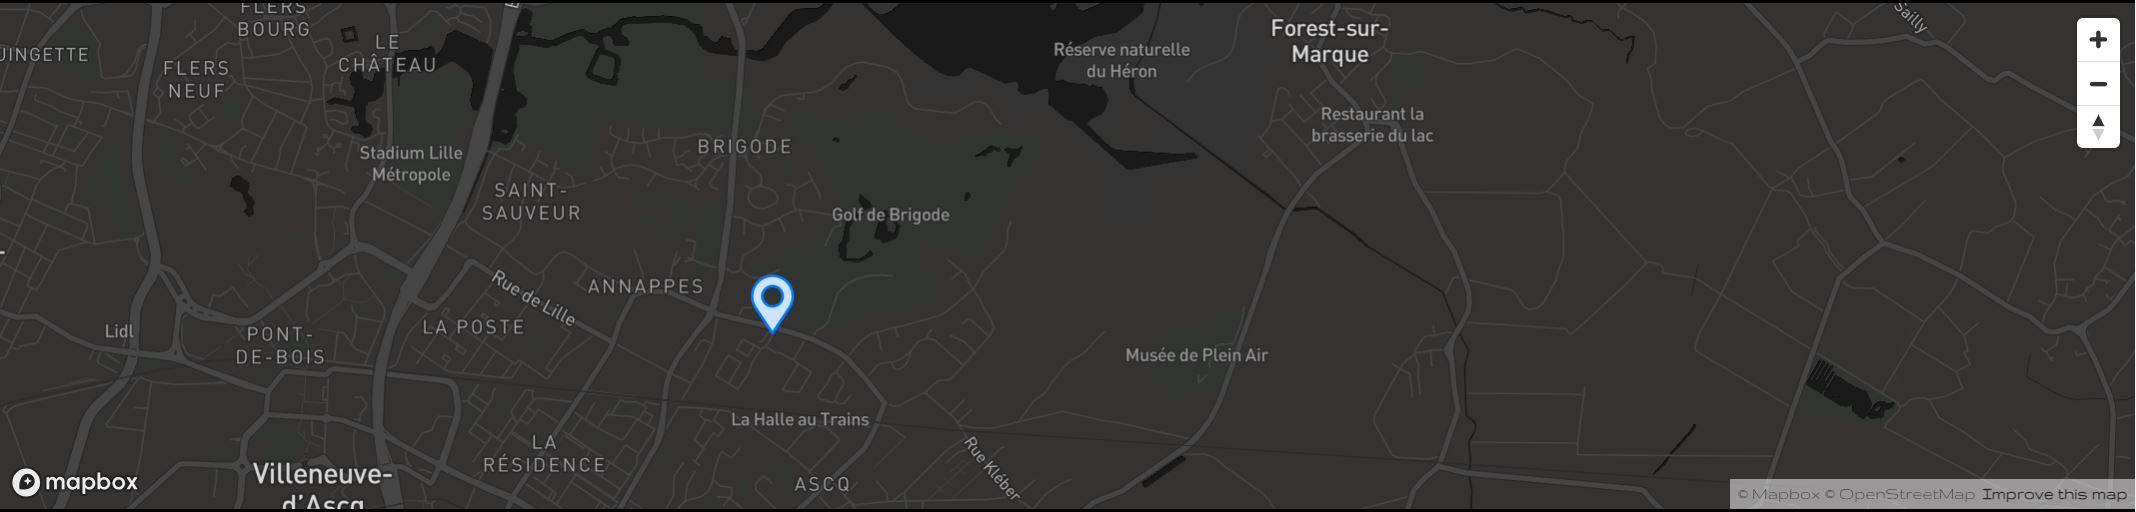 FLERS
BOURG
LE
CHÂTEAU
FLERS
NEUF
Réserve naturelle
du Héron
Forest-sur-
Marque
Sailly
Restaurant la
brasserie du lac
BRIGODE
Stadium Lille
Métropole
SAINT-
SAUVEUR
Golf de Brigode
Rue de Lille
ANNAPPES
LA POSTE
Lidl
PONT-
DE-BOIS
Musée de Plein Air
La Halle au Trains
LA
RÉSIDENCE
Rue Kléber
ASCQ
Villeneuve-
d'Ascq
mapbox
© Mapbox © OpenStreetMap Improve this map